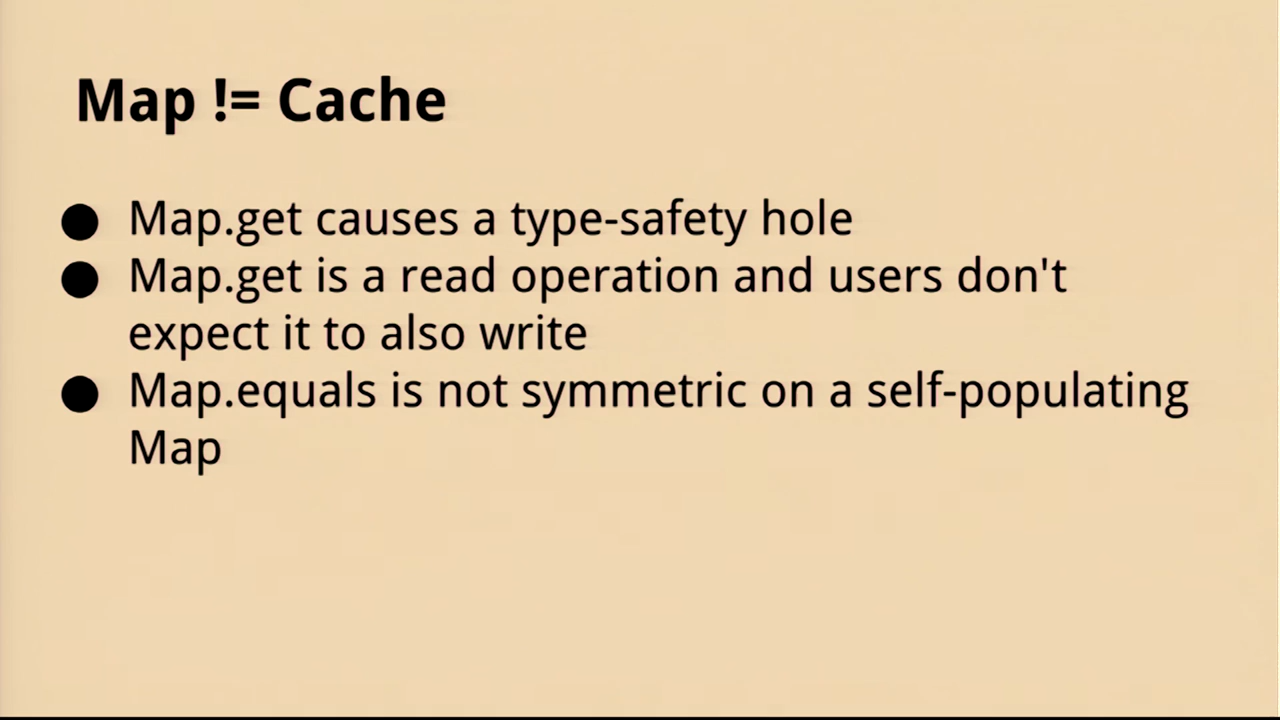 Map != Cache
● Map.get causes a type-safety hole
● Map.get is a read operation and users don't
expect it to also write
● Map.equals is not symmetric on a self-populating
Map